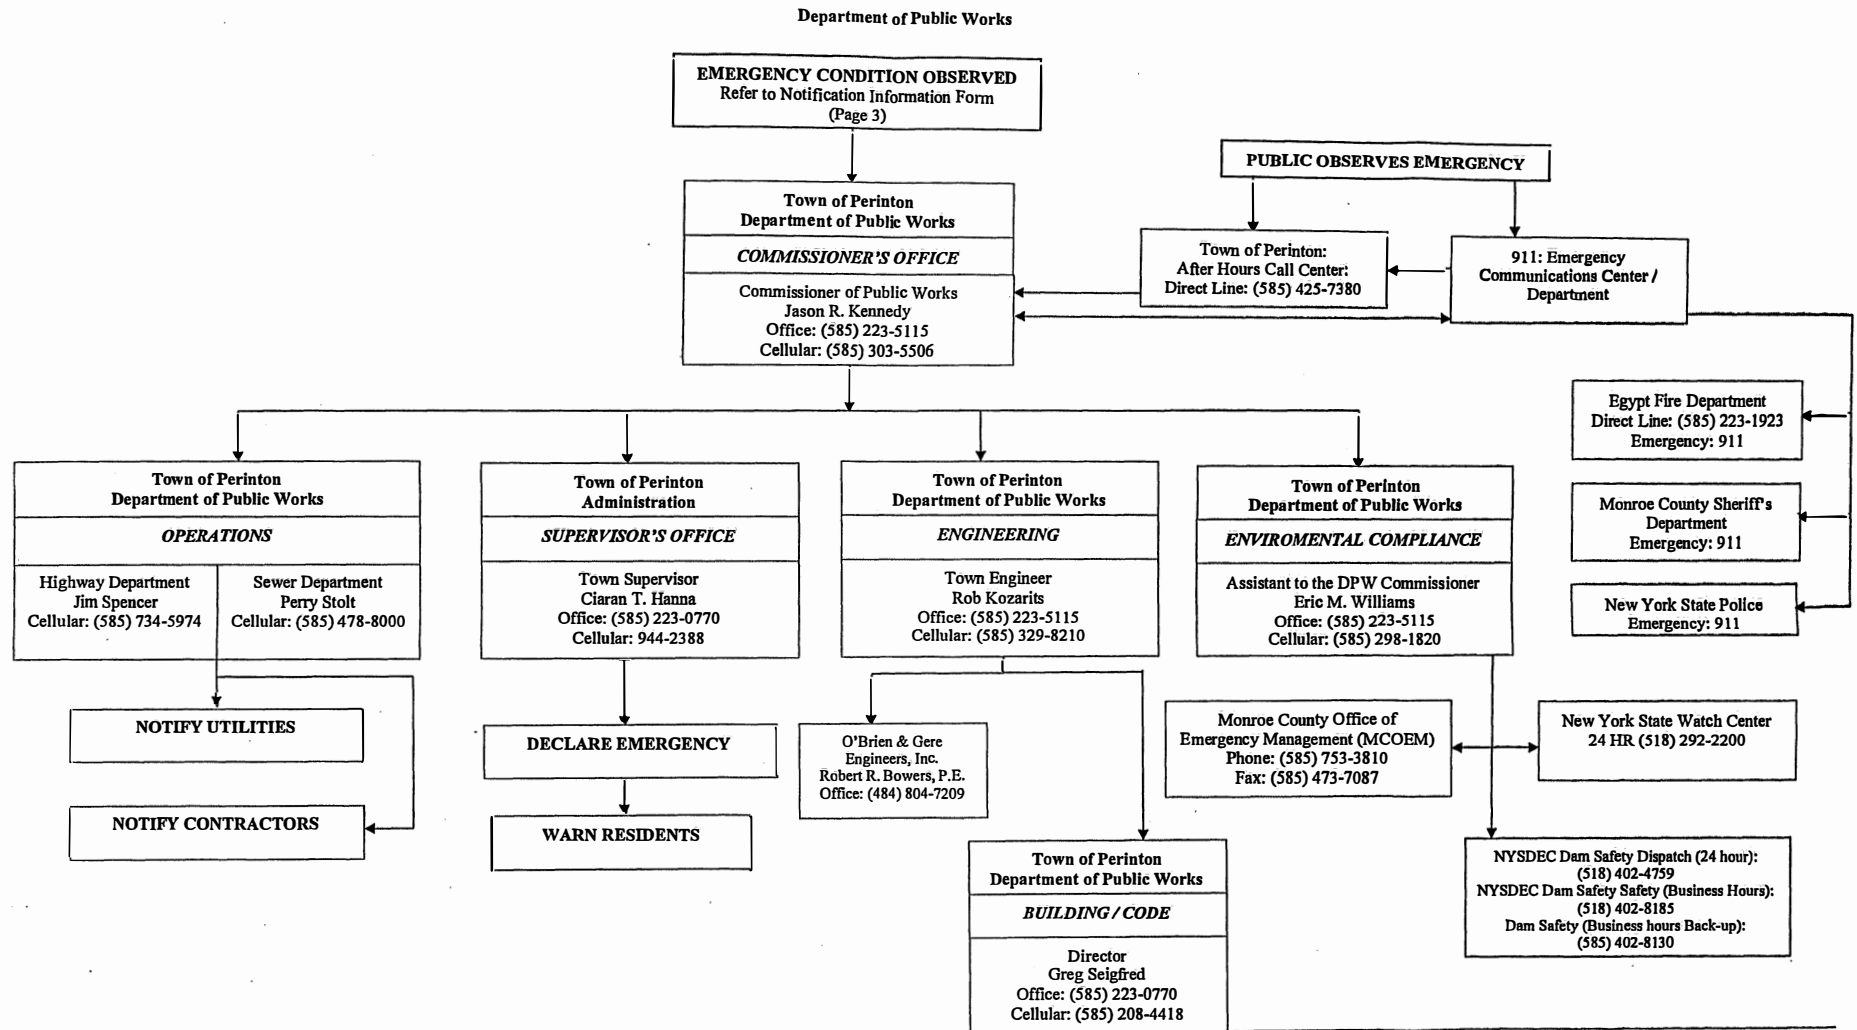 Department of Public Works
EMERGENCY CONDITION OBSERVED
Refer to Notification Information Form
(Page 3)
PUBLIC OBSERVES EMERGENCY
Town of Perinton
Department of Public Works
COMMISSIONER'S OFFICE
Commissioner of Public Works
Jason R. Kennedy
Office: (585) 223-5115
Cellular: (585) 303-5506
Town of Perinton:
After Hours Call Center:
Direct Line: (585) 425-7380
911: Emergency
Communications Center /
Department
Egypt Fire Department
Direct Line: (585) 223-1923
Emergency: 911
Monroe County Sheriff's
Department
Emergency: 911
New York State Police
Emergency: 911
Town of Perinton
Department of Public Works
OPERATIONS
Highway Department
Jim Spencer
Cellular: (585) 734-5974
Sewer Department
Perry Stolt
Cellular: (585) 478-8000
Town of Perinton
Administration
SUPERVISOR'S OFFICE
Town Supervisor
Ciaran T. Hanna
Office: (585) 223-0770
Cellular: 944-2388
Town of Perinton
Department of Public Works
ENGINEERING
Town Engineer
Rob Kozarits
Office: (585) 223-5115
Cellular: (585) 329-8210
Town of Perinton
Department of Public Works
ENVIROMENTAL COMPLIANCE
Assistant to the DPW Commissioner
Eric M. Williams
Office: (585) 223-5115
Cellular: (585) 298-1820
NOTIFY UTILITIES
NOTIFY CONTRACTORS
DECLARE EMERGENCY
WARN RESIDENTS
O'Brien & Gere
Engineers, Inc.
Robert R. Bowers, P.E.
Office: (484) 804-7209
Monroe County Office of
Emergency Management (MCOEM)
Phone: (585) 753-3810
Fax: (585) 473-7087
New York State Watch Center
24 HR (518) 292-2200
Town of Perinton
Department of Public Works
BUILDING / CODE
Director
Greg Seigfred
Office: (585) 223-0770
Cellular: (585) 208-4418
NYSDEC Dam Safety Dispatch (24 hour):
(518) 402-4759
NYSDEC Dam Safety Safety (Business Hours):
(518) 402-8185
Dam Safety (Business hours Back-up):
(585) 402-8130